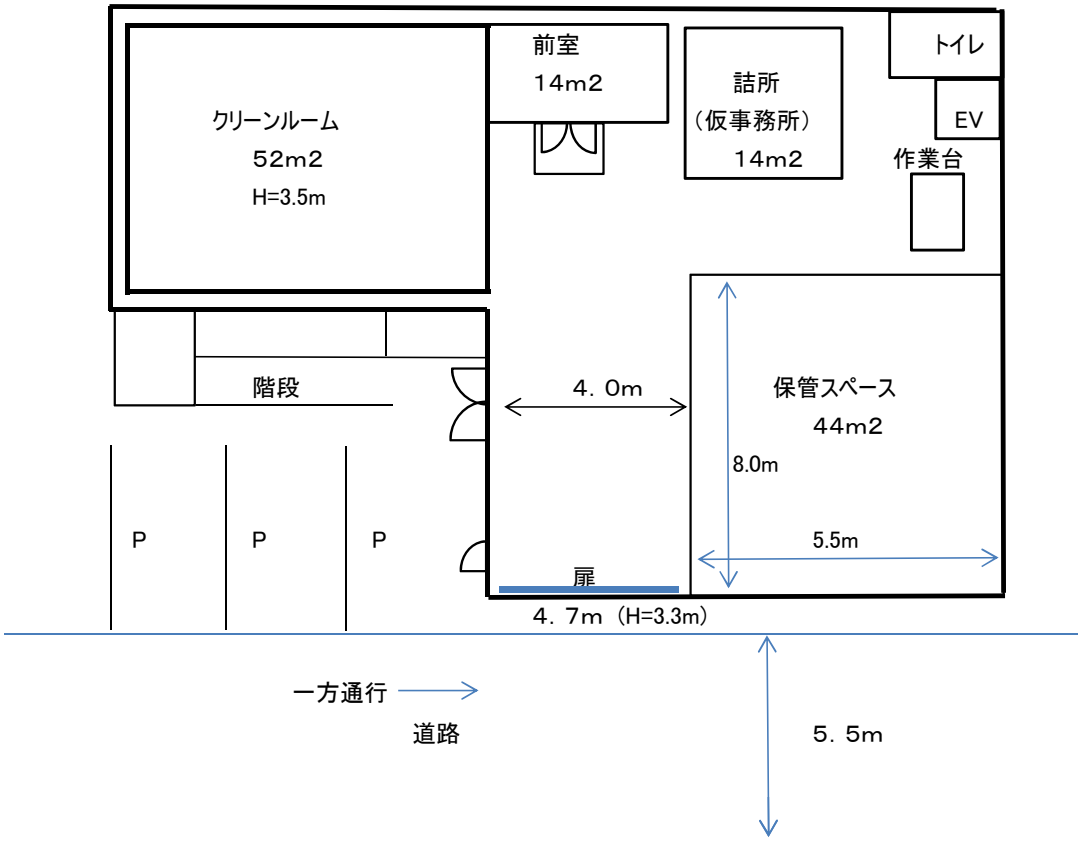 前室
14m2
クリーンルーム
52m2
H=3.5m
詰所
（仮事務所）
14m2
トイレ
EV
作業台
階段
4．0m
保管スペース
44m2
8.0m
5.5m
P
P
P
扉
4．7m（H=3.3m）
一方通行
道路
5．5m